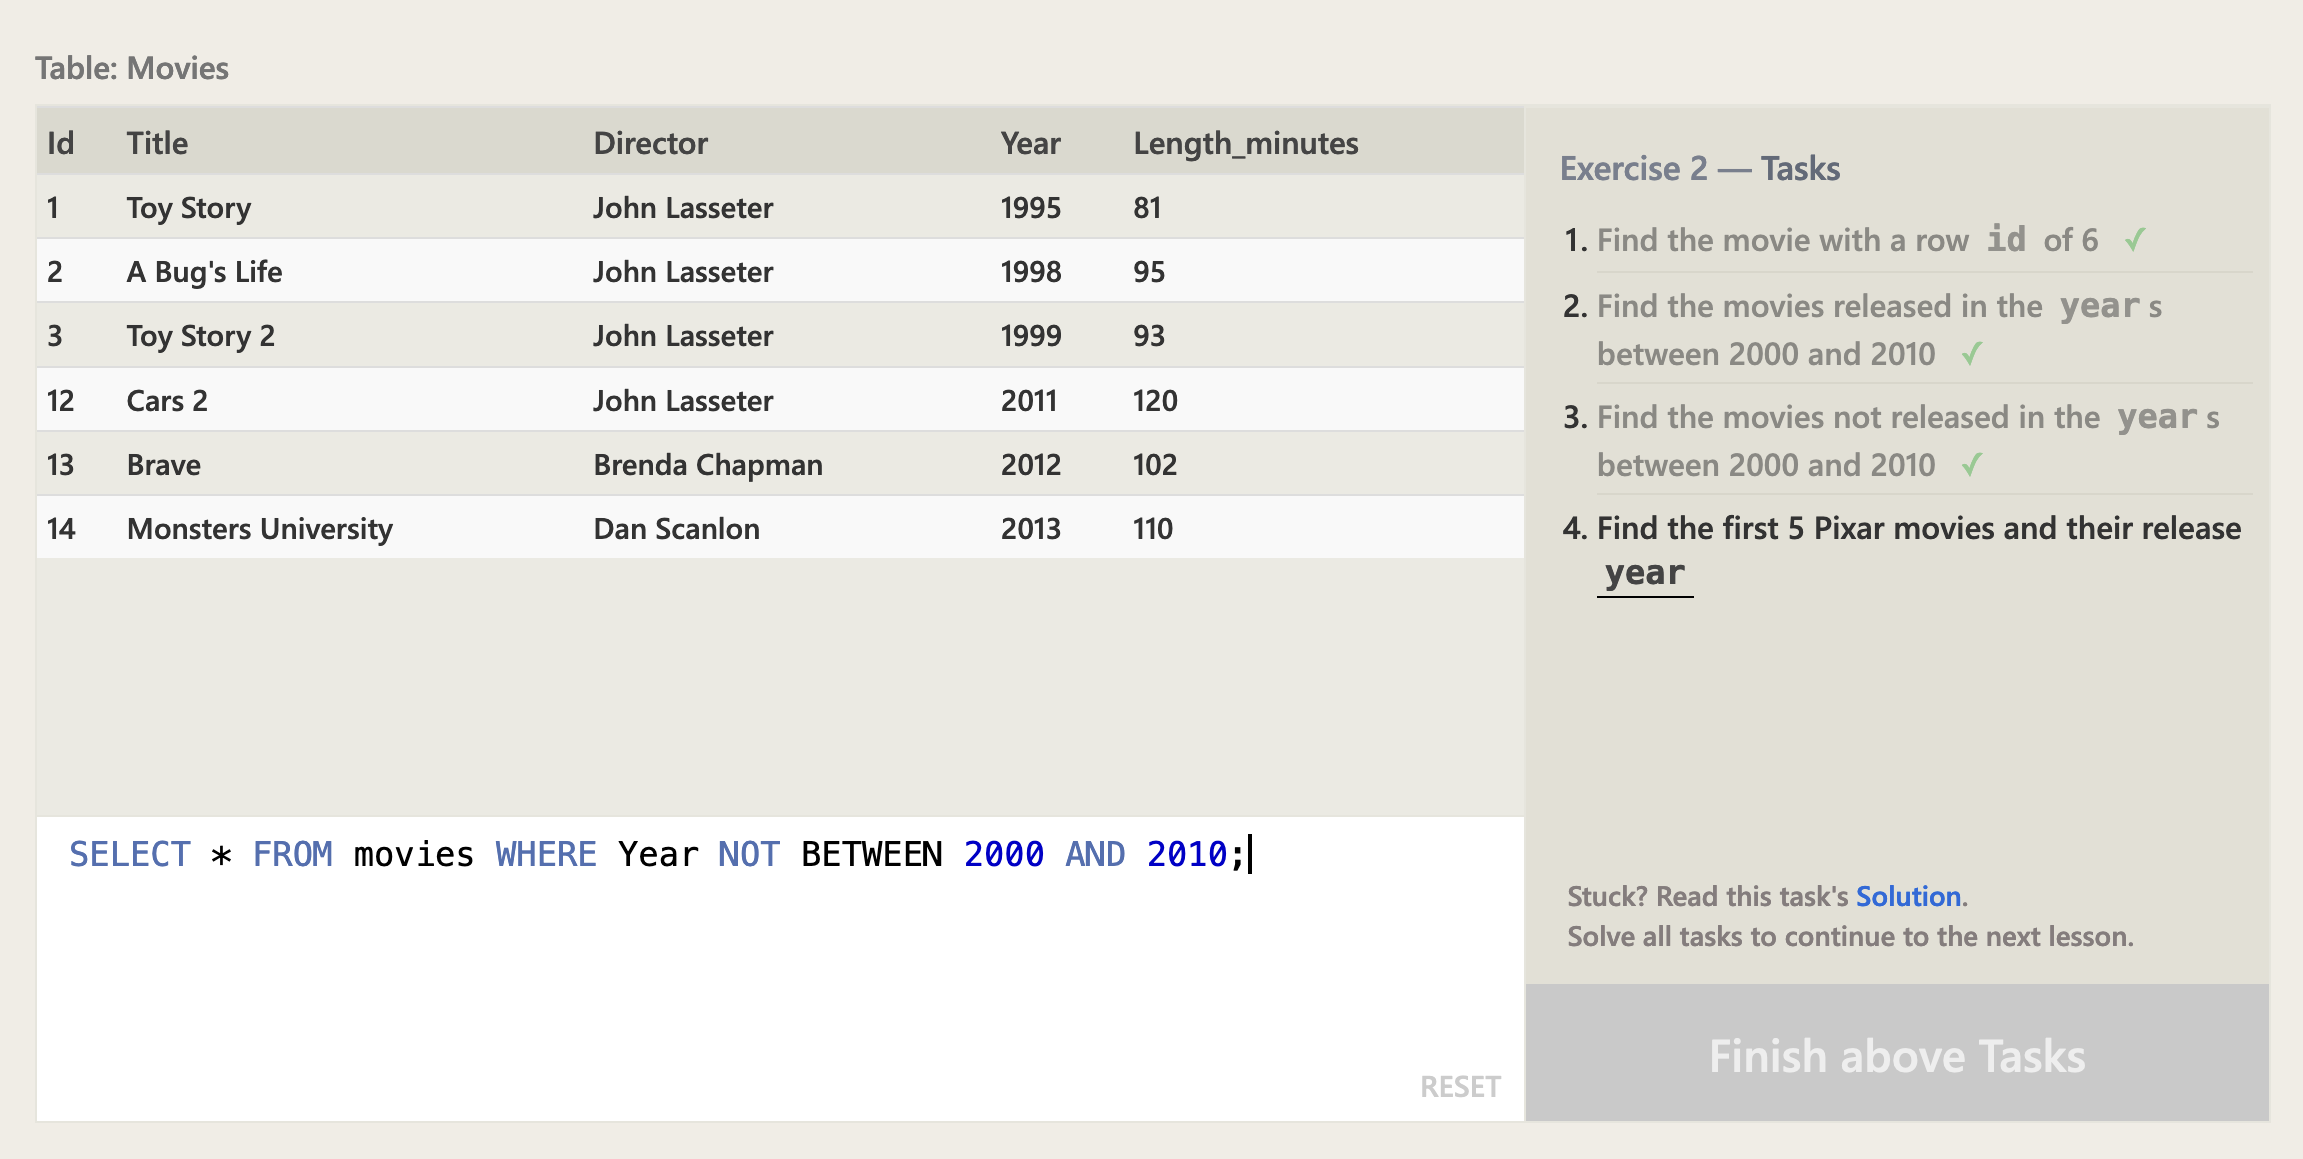 Table: Movies
Id Title Director Year Length_minutes
1 Toy Story John Lasseter 1995 81
2 A Bug's Life John Lasseter 1998 95
3 Toy Story 2 John Lasseter 1999 93
12 Cars 2 John Lasseter 2011 120
13 Brave Brenda Chapman 2012 102
14 Monsters University Dan Scanlon 2013 110
SELECT * FROM movies WHERE Year NOT BETWEEN 2000 AND 2010;
RESET
Exercise 2 — Tasks
1. Find the movie with a row id of 6 ✓
2. Find the movies released in the year s
between 2000 and 2010 ✓
3. Find the movies not released in the year s
between 2000 and 2010 ✓
4. Find the first 5 Pixar movies and their release
year
Stuck? Read this task's Solution.
Solve all tasks to continue to the next lesson.
Finish above Tasks